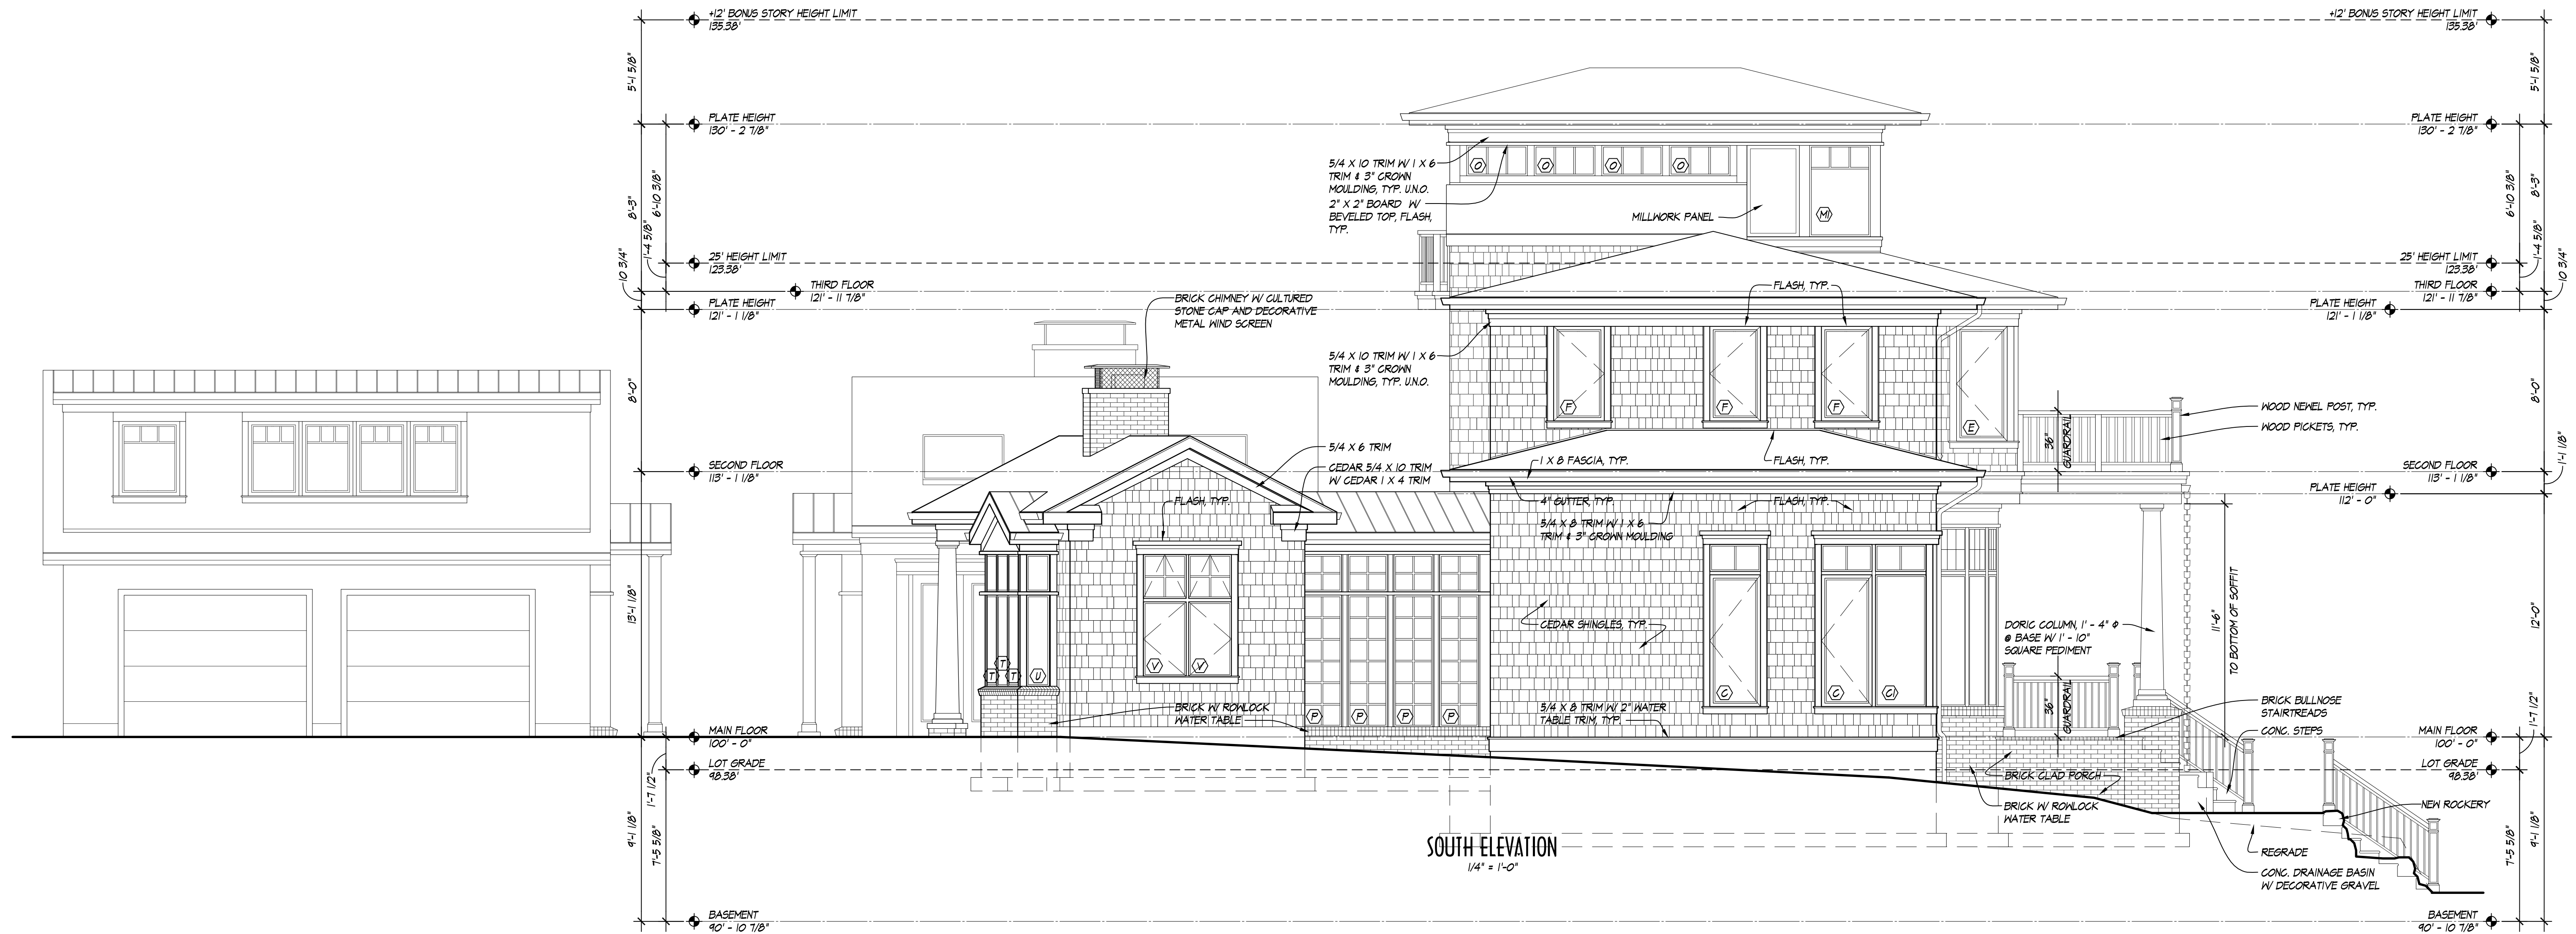 +12' BONUS STORY HEIGHT LIMIT
135.38'
+12' BONUS STORY HEIGHT LIMIT
135.38'
5'-1 5/8"
5'-1 5/8"
PLATE HEIGHT
130' - 2 7/8"
PLATE HEIGHT
130' - 2 7/8"
8'-3"
6'-10 3/8"
1'-4 5/8"
10 3/4"
6'-10 3/8"
8'-3"
1'-4 5/8"
10 3/4"
5/4 X 10 TRIM W/ 1 X 6
TRIM & 3" CROWN
MOULDING, TYP. U.N.O.
2" X 2" BOARD W/
BEVELED TOP, FLASH,
TYP.
O
O
O
O
MILLWORK PANEL
M1
25' HEIGHT LIMIT
123.38'
25' HEIGHT LIMIT
123.38'
THIRD FLOOR
121' - 11 7/8"
THIRD FLOOR
121' - 11 7/8"
PLATE HEIGHT
121' - 1 1/8"
PLATE HEIGHT
121' - 1 1/8"
BRICK CHIMNEY W/ CULTURED
STONE CAP AND DECORATIVE
METAL WIND SCREEN
FLASH, TYP.
5/4 X 10 TRIM W/ 1 X 6
TRIM & 3" CROWN
MOULDING, TYP. U.N.O.
8'-0"
8'-0"
F
F
F
E
WOOD NEWEL POST, TYP.
WOOD PICKETS, TYP.
36"
GUARDRAIL
5/4 X 6 TRIM
CEDAR 5/4 X 10 TRIM
W/ CEDAR 1 X 4 TRIM
1 X 8 FASCIA, TYP.
FLASH, TYP.
1'-1 1/8"
SECOND FLOOR
113' - 1 1/8"
SECOND FLOOR
113' - 1 1/8"
PLATE HEIGHT
112' - 0"
FLASH, TYP.
4" GUTTER, TYP.
FLASH, TYP.
5/4 X 8 TRIM W/ 1 X 6
TRIM & 3" CROWN MOULDING
13'-1 1/8"
12'-0"
11'-6"
TO BOTTOM OF SOFFIT
CEDAR SHINGLES, TYP.
DORIC COLUMN, 1' - 4" Φ
@ BASE W/ 1' - 10"
SQUARE PEDIMENT
T
T
T
U
V
V
C
C
C1
P
P
P
P
BRICK W/ ROWLOCK
WATER TABLE
5/4 X 8 TRIM W/ 2" WATER
TABLE TRIM, TYP.
36"
GUARDRAIL
BRICK BULLNOSE
STAIRTREADS
CONC. STEPS
MAIN FLOOR
100' - 0"
MAIN FLOOR
100' - 0"
1'-7 1/2"
1'-7 1/2"
LOT GRADE
98.38'
LOT GRADE
98.38'
BRICK CLAD PORCH
BRICK W/ ROWLOCK
WATER TABLE
NEW ROCKERY
9'-1 1/8"
7'-5 5/8"
7'-5 5/8"
9'-1 1/8"
SOUTH ELEVATION
1/4" = 1'-0"
REGRADE
CONC. DRAINAGE BASIN
W/ DECORATIVE GRAVEL
BASEMENT
90' - 10 7/8"
BASEMENT
90' - 10 7/8"